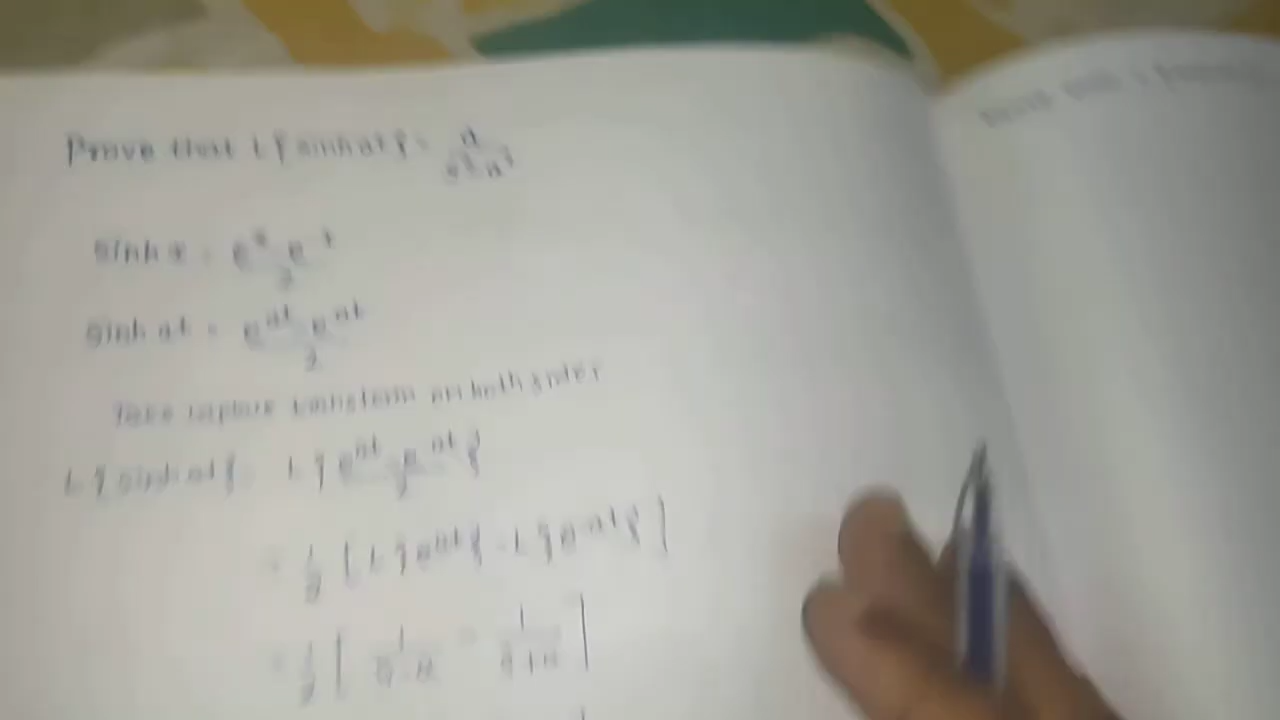 Prove that L{sinh at} = a/s²-a²
sinh x = e^x - e^-x/2
sinh at = e^at - e^-at/2
Take laplace transform on both sides
L{sinh at} = L{e^at - e^-at/2}
= 1/2 [L{e^at} - L{e^-at}]
= 1/2 [1/s-a - 1/s+a]